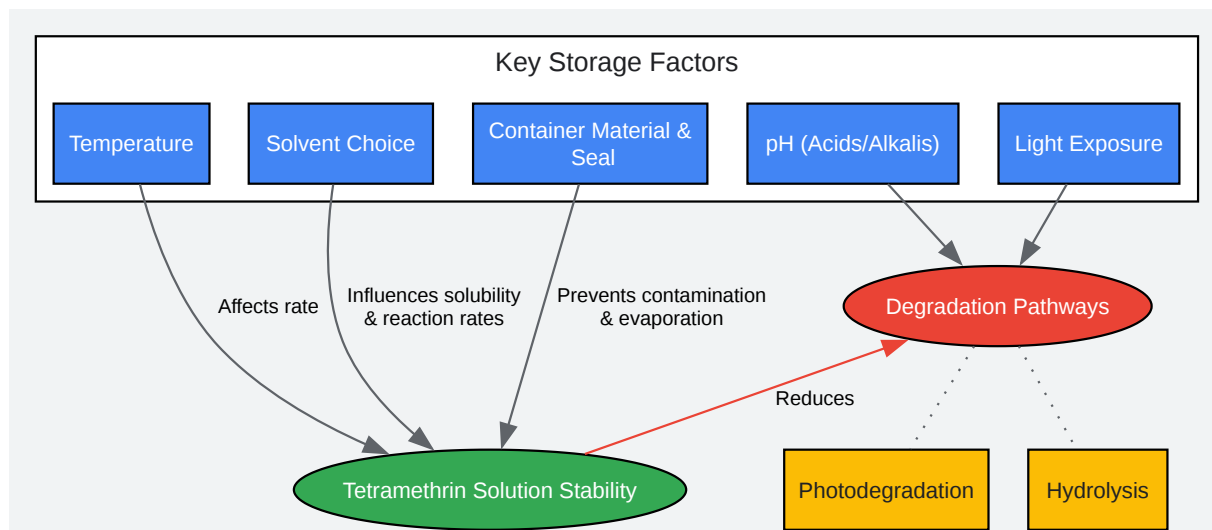 Key Storage Factors
Temperature
Solvent Choice
Container Material &
Seal
pH (Acids/Alkalis)
Light Exposure
Affects rate
Influences solubility
& reaction rates
Prevents contamination
& evaporation
Degradation Pathways
Reduces
Tetramethrin Solution Stability
Photodegradation
Hydrolysis